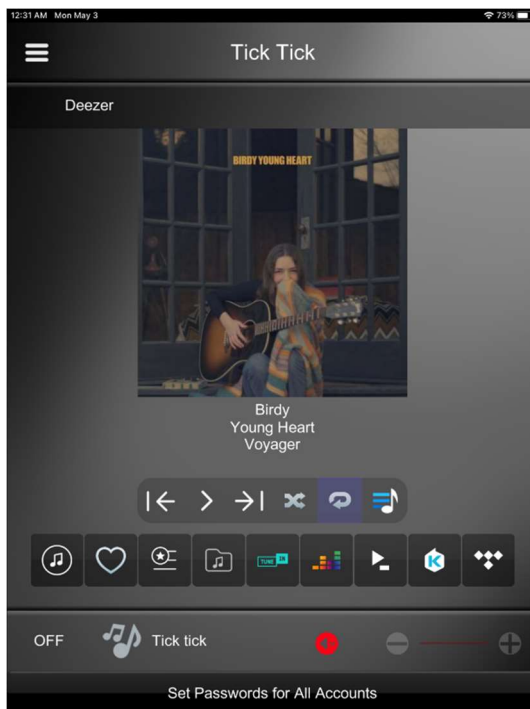 12:31 AM Mon May 3
73%
Tick Tick
Deezer
BIRDY YOUNG HEART
Birdy
Young Heart
Voyager
TUNE IN
K
OFF
Tick tick
Set Passwords for All Accounts